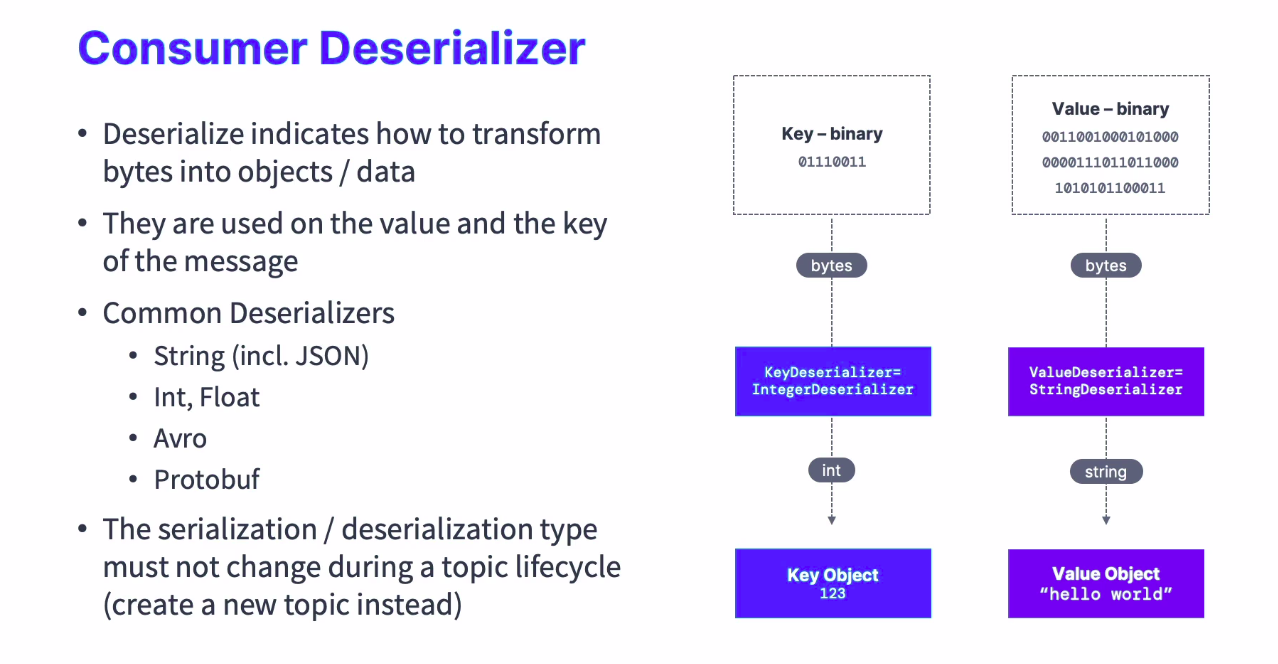 Consumer Deserializer
• Deserialize indicates how to transform
bytes into objects / data
• They are used on the value and the key
of the message
• Common Deserializers
• String (incl. JSON)
• Int, Float
• Avro
• Protobuf
• The serialization / deserialization type
must not change during a topic lifecycle
(create a new topic instead)
Key – binary
01110011
bytes
KeyDeserializer=
IntegerDeserializer
int
Key Object
123
Value – binary
0011001000101000
0000111011011000
1010101100011
bytes
ValueDeserializer=
StringDeserializer
string
Value Object
“hello world”